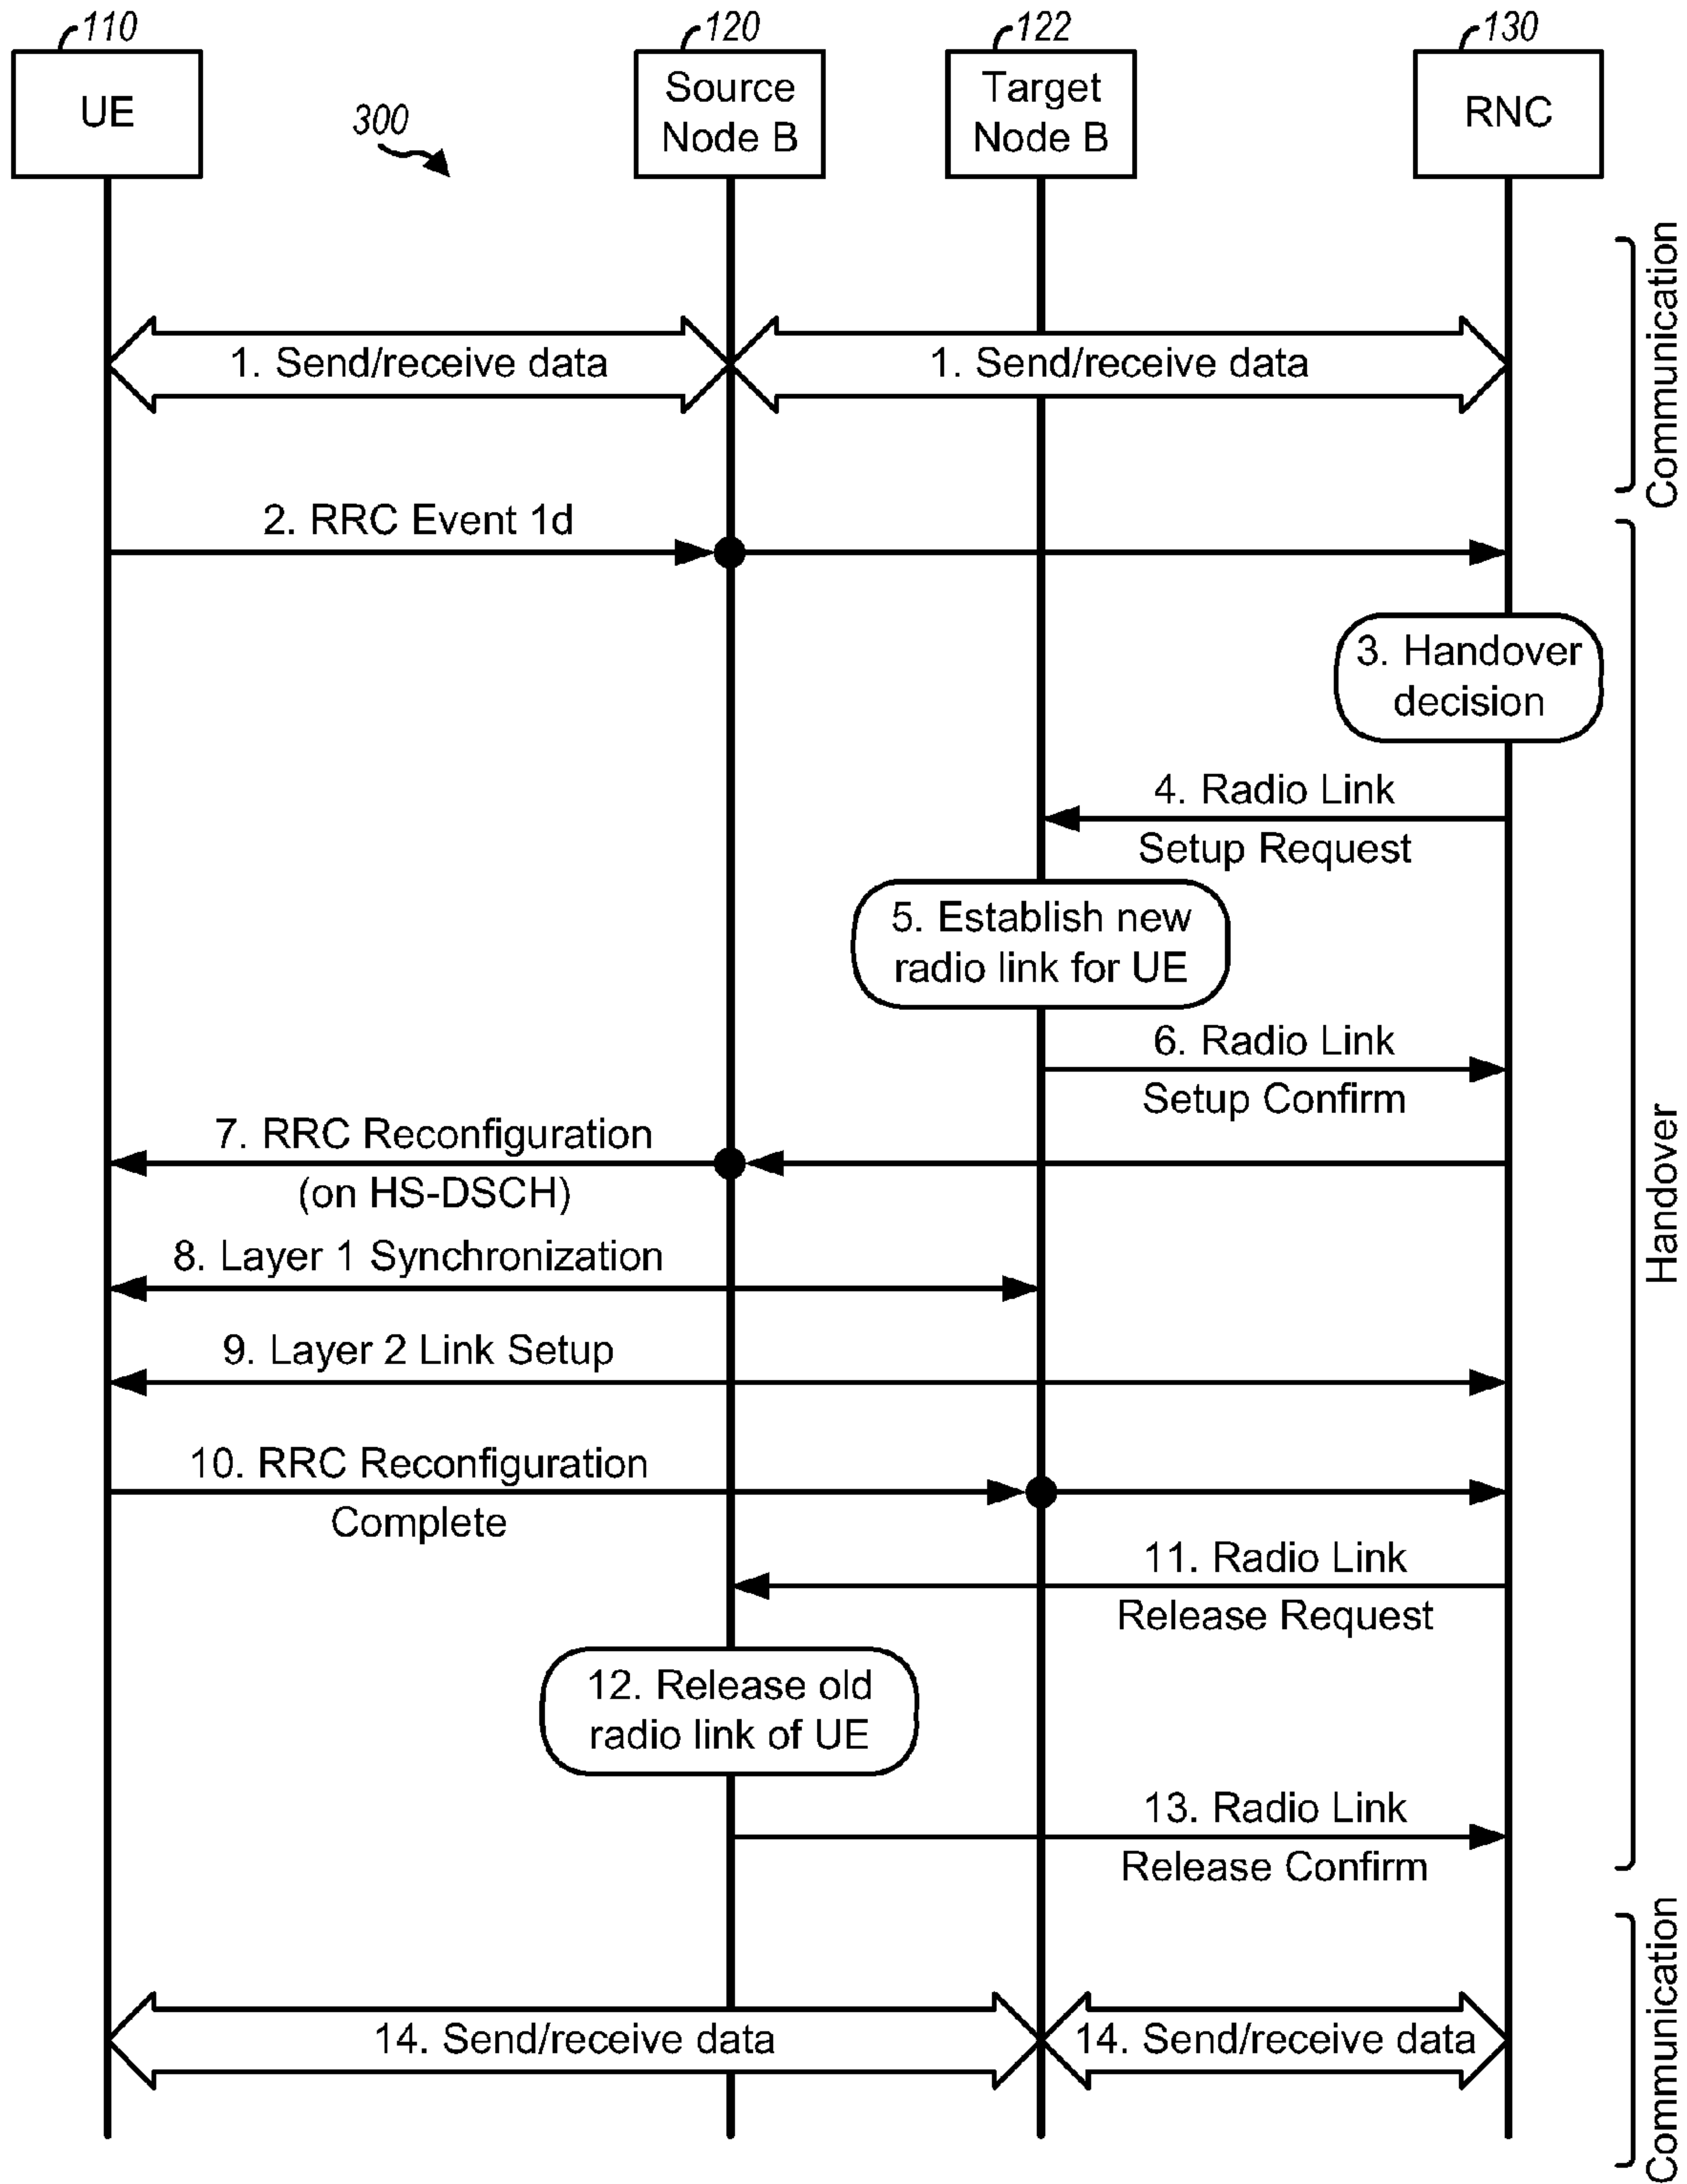 110
120
122
130
UE
Source
Node B
Target
Node B
RNC
300
Communication
1. Send/receive data
1. Send/receive data
2. RRC Event 1d
Handover
3. Handover
decision
4. Radio Link
Setup Request
5. Establish new
radio link for UE
6. Radio Link
Setup Confirm
7. RRC Reconfiguration
(on HS-DSCH)
8. Layer 1 Synchronization
9. Layer 2 Link Setup
10. RRC Reconfiguration
Complete
11. Radio Link
Release Request
12. Release old
radio link of UE
13. Radio Link
Release Confirm
Communication
14. Send/receive data
14. Send/receive data